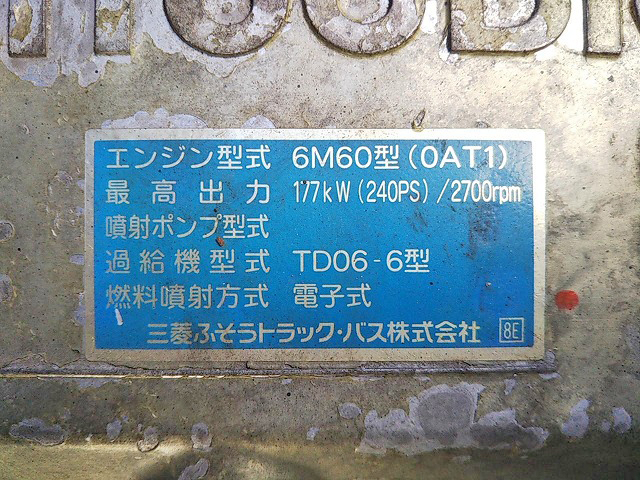 エンジン型式 6M60型(0AT1)
最高出力 177kW(240PS)/2700rpm
噴射ポンプ型式
過給機型式 TD06-6型
燃料噴射方式 電子式
三菱ふそうトラック・バス株式会社 8E